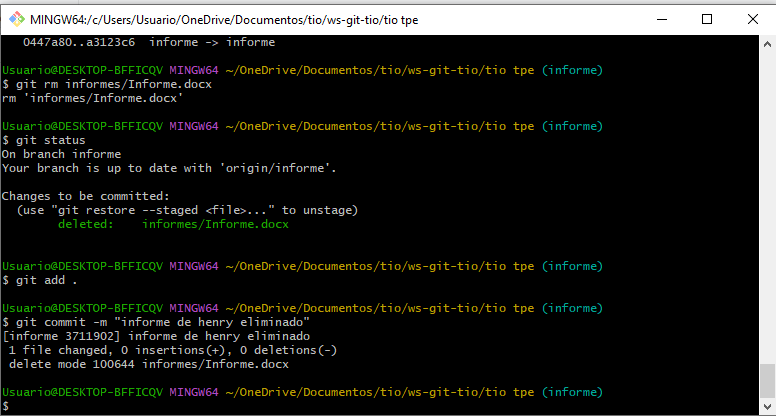 MINGW64:/c/Users/Usuario/OneDrive/Documentos/tio/ws-git-tio/tio tpe
0447a80..a3123c6  informe -> informe
Usuario@DESKTOP-BFFICQV MINGW64 ~/OneDrive/Documentos/tio/ws-git-tio/tio tpe (informe)
$ git rm informes/Informe.docx
rm 'informes/Informe.docx'
Usuario@DESKTOP-BFFICQV MINGW64 ~/OneDrive/Documentos/tio/ws-git-tio/tio tpe (informe)
$ git status
On branch informe
Your branch is up to date with 'origin/informe'.
Changes to be committed:
  (use "git restore --staged <file>..." to unstage)
        deleted:    informes/Informe.docx
Usuario@DESKTOP-BFFICQV MINGW64 ~/OneDrive/Documentos/tio/ws-git-tio/tio tpe (informe)
$ git add .
Usuario@DESKTOP-BFFICQV MINGW64 ~/OneDrive/Documentos/tio/ws-git-tio/tio tpe (informe)
$ git commit -m "informe de henry eliminado"
[informe 3711902] informe de henry eliminado
 1 file changed, 0 insertions(+), 0 deletions(-)
 delete mode 100644 informes/Informe.docx
Usuario@DESKTOP-BFFICQV MINGW64 ~/OneDrive/Documentos/tio/ws-git-tio/tio tpe (informe)
$